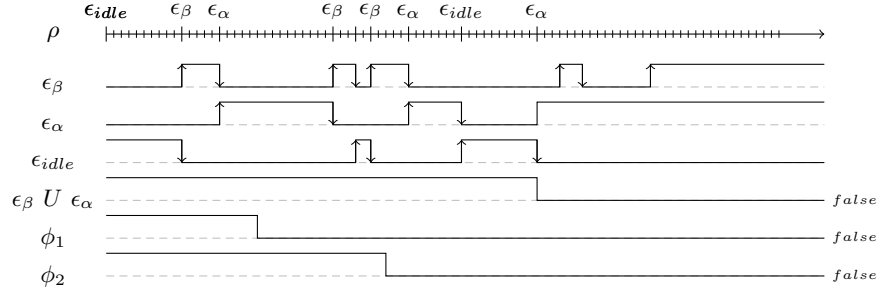 ϵidle ϵβ ϵα ϵβ ϵβ ϵα ϵidle ϵα
ρ
ϵβ
ϵα
ϵidle
ϵβ U ϵα false
ϕ1 false
ϕ2 false